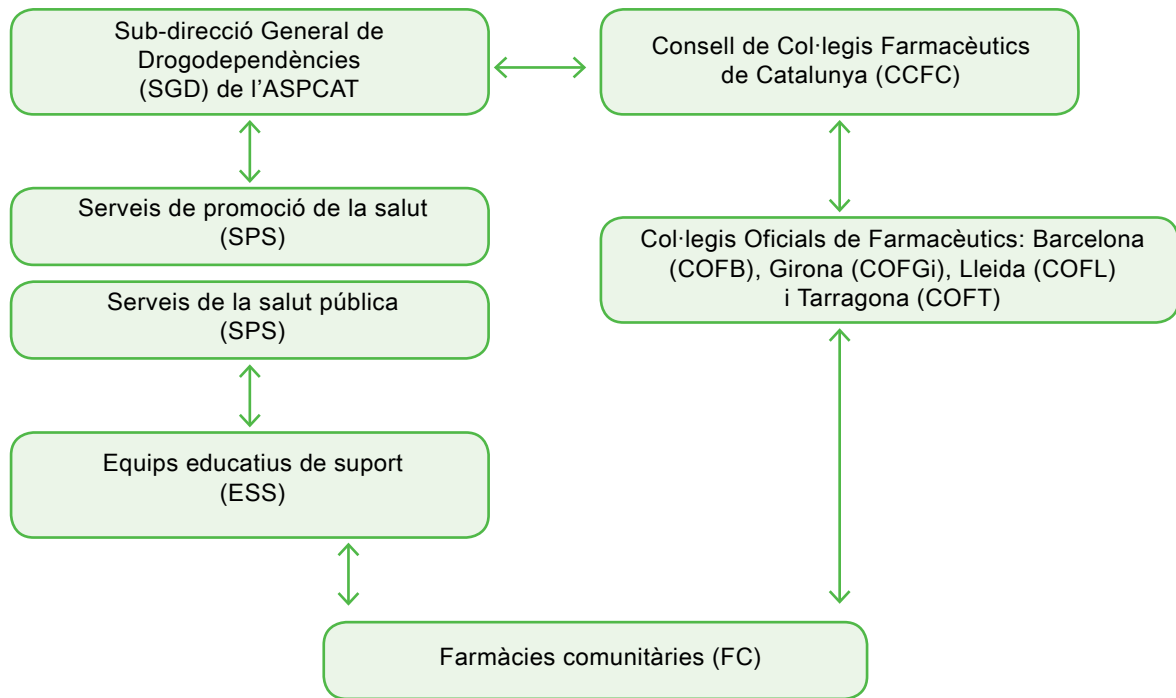 Sub-direcció General de
Drogodependències
(SGD) de l’ASPCAT
Consell de Col·legis Farmacèutics
de Catalunya (CCFC)
Serveis de promoció de la salut
(SPS)
Col·legis Oficials de Farmacèutics: Barcelona
(COFB), Girona (COFGi), Lleida (COFL)
i Tarragona (COFT)
Serveis de la salut pública
(SPS)
Equips educatius de suport
(ESS)
Farmàcies comunitàries (FC)